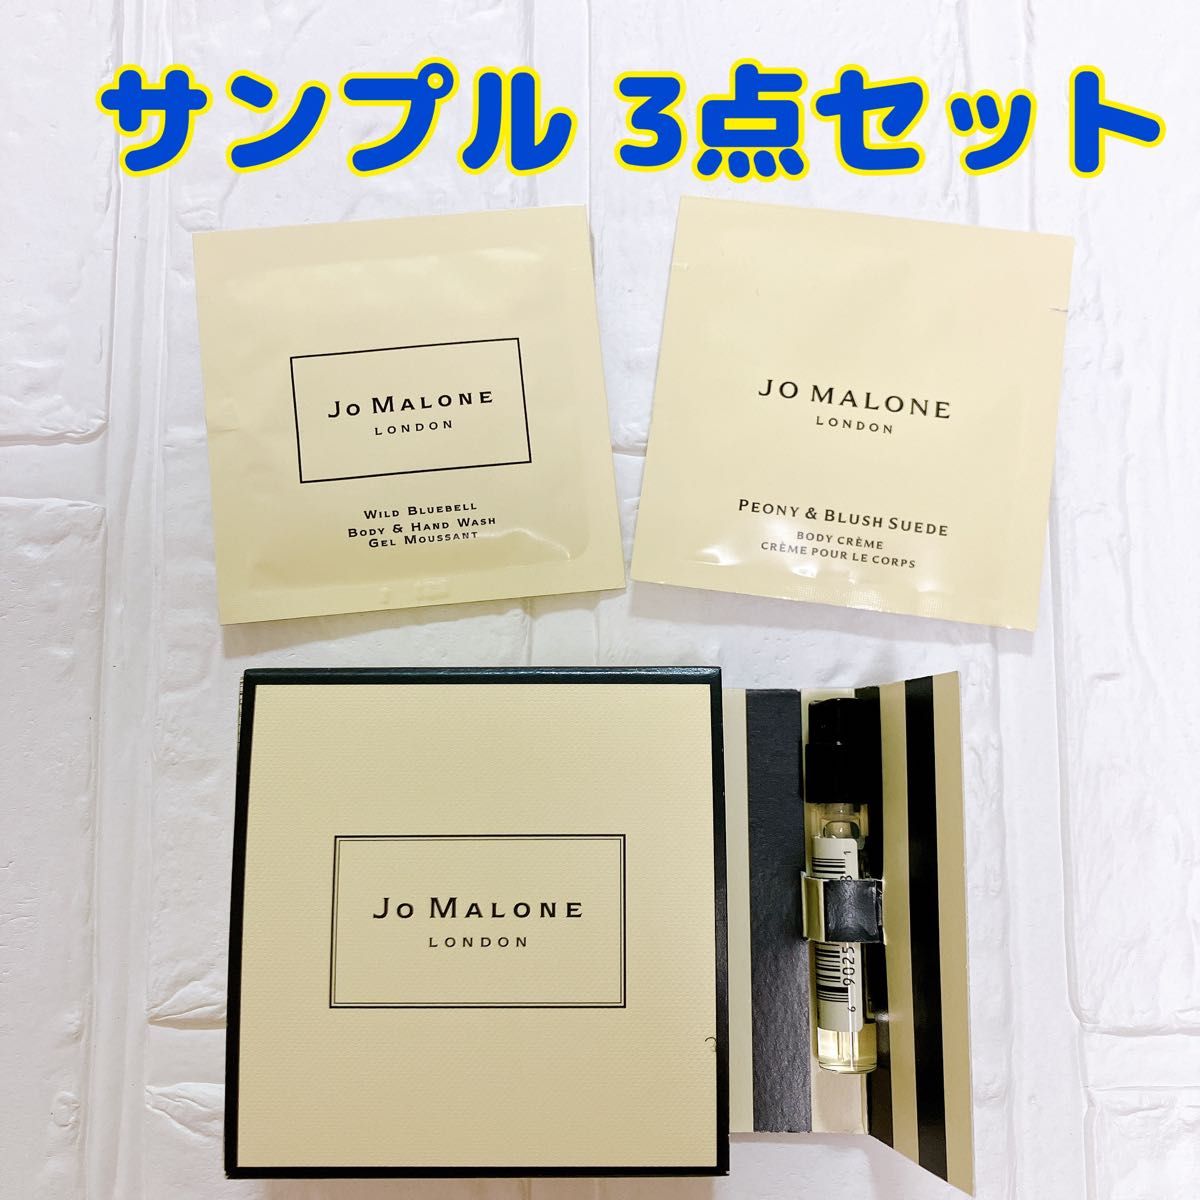 サンプル 3点セット
JO MALONE
LONDON
WILD BLUEBELL
BODY & HAND WASH
GEL MOUSSANT
JO MALONE
LONDON
PEONY & BLUSH SUEDE
BODY CRÈME
CRÈME POUR LE CORPS
JO MALONE
LONDON